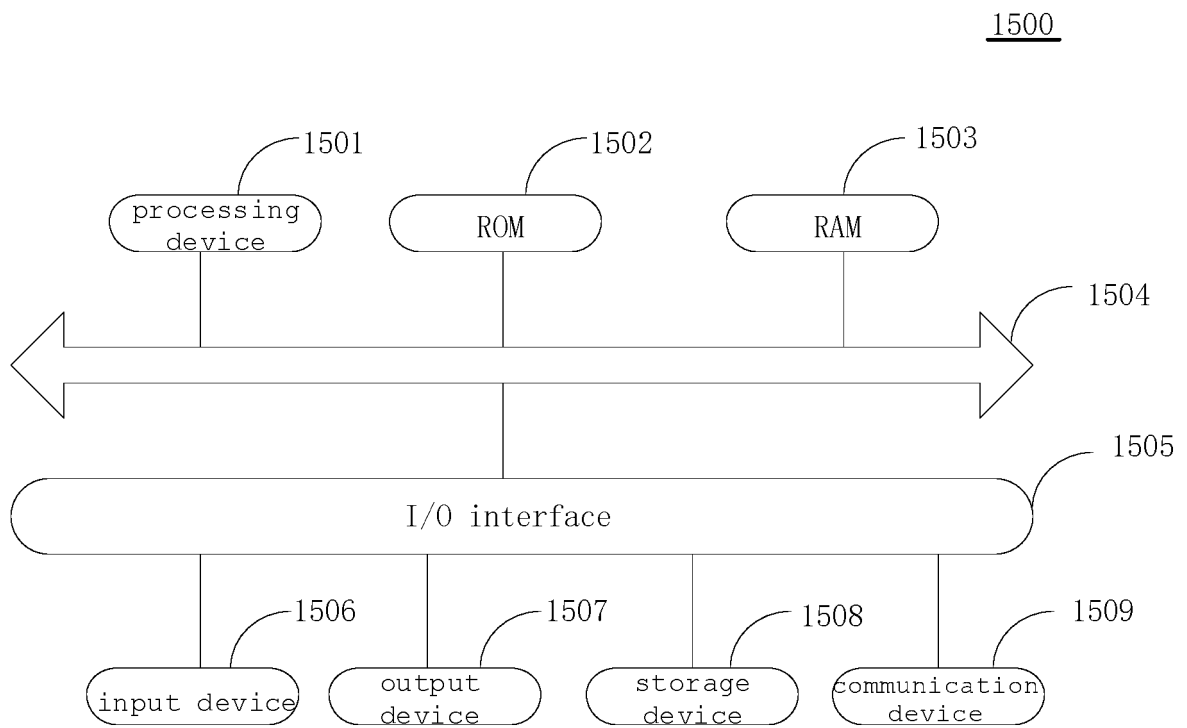 1500
1501
1502
1503
processing
device
ROM
RAM
1504
1505
I/O interface
1506
1507
1508
1509
input device
output
device
storage
device
communication
device